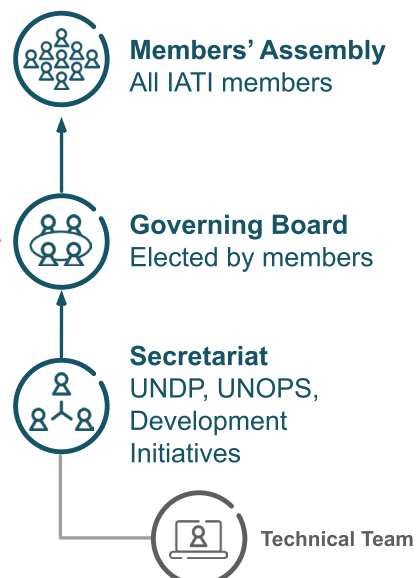 Members’ Assembly
All IATI members
Governing Board
Elected by members
Secretariat
UNDP, UNOPS,
Development
Initiatives
Technical Team